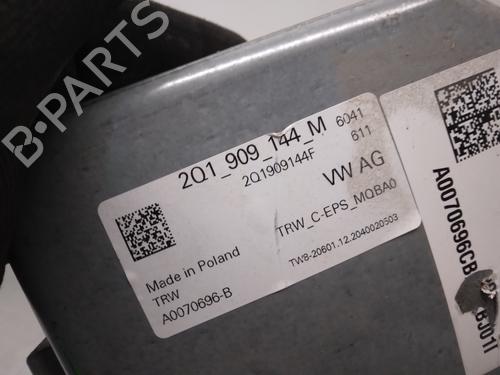 B-PARTS
2Q1_909_144_M 6041
2Q1909144F 611
VW AG
TRW_C-EPS_MQBA0
TW8-20601.12.2040020503
Made in Poland
TRW
A0070696-B
A0070696CB